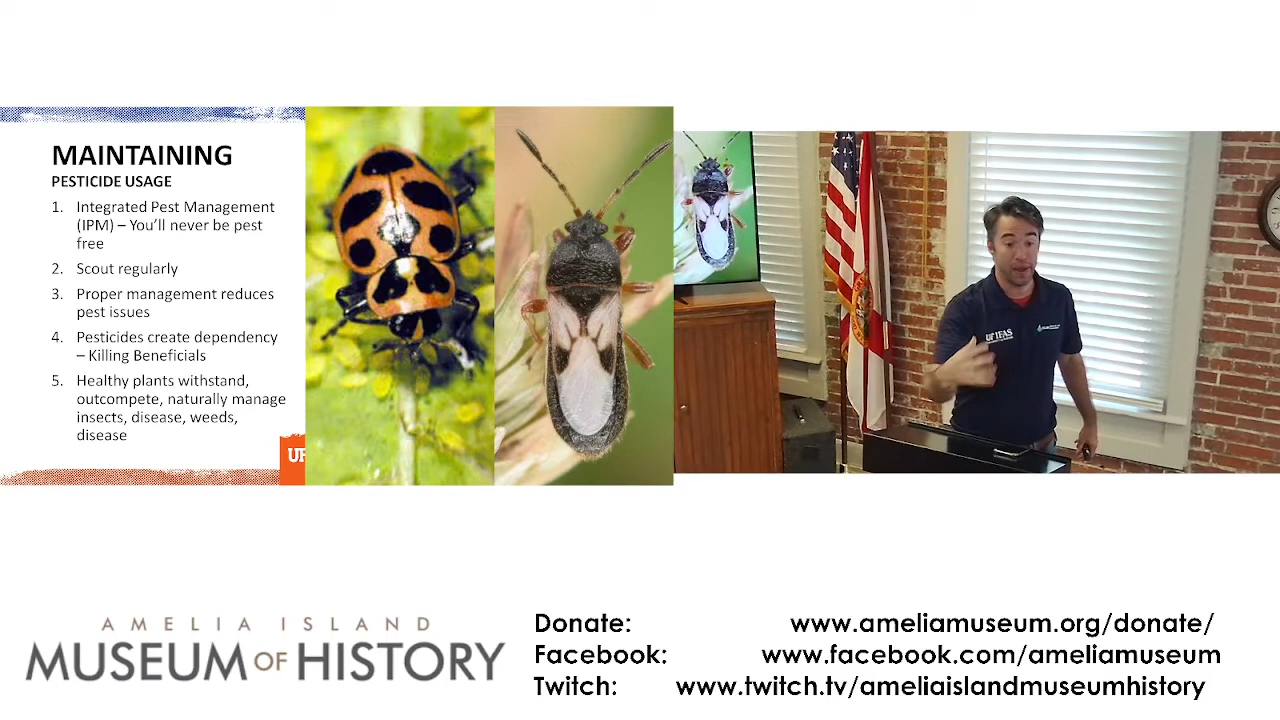 MAINTAINING
PESTICIDE USAGE
1. Integrated Pest Management
(IPM) – You'll never be pest
free
2. Scout regularly
3. Proper management reduces
pest issues
4. Pesticides create dependency
– Killing Beneficials
5. Healthy plants withstand,
outcompete, naturally manage
insects, disease, weeds,
disease
UF
UF IFAS
AMELIA ISLAND
MUSEUM OF HISTORY
Donate: www.ameliamuseum.org/donate/
Facebook: www.facebook.com/ameliamuseum
Twitch: www.twitch.tv/ameliaislandmuseumhistory